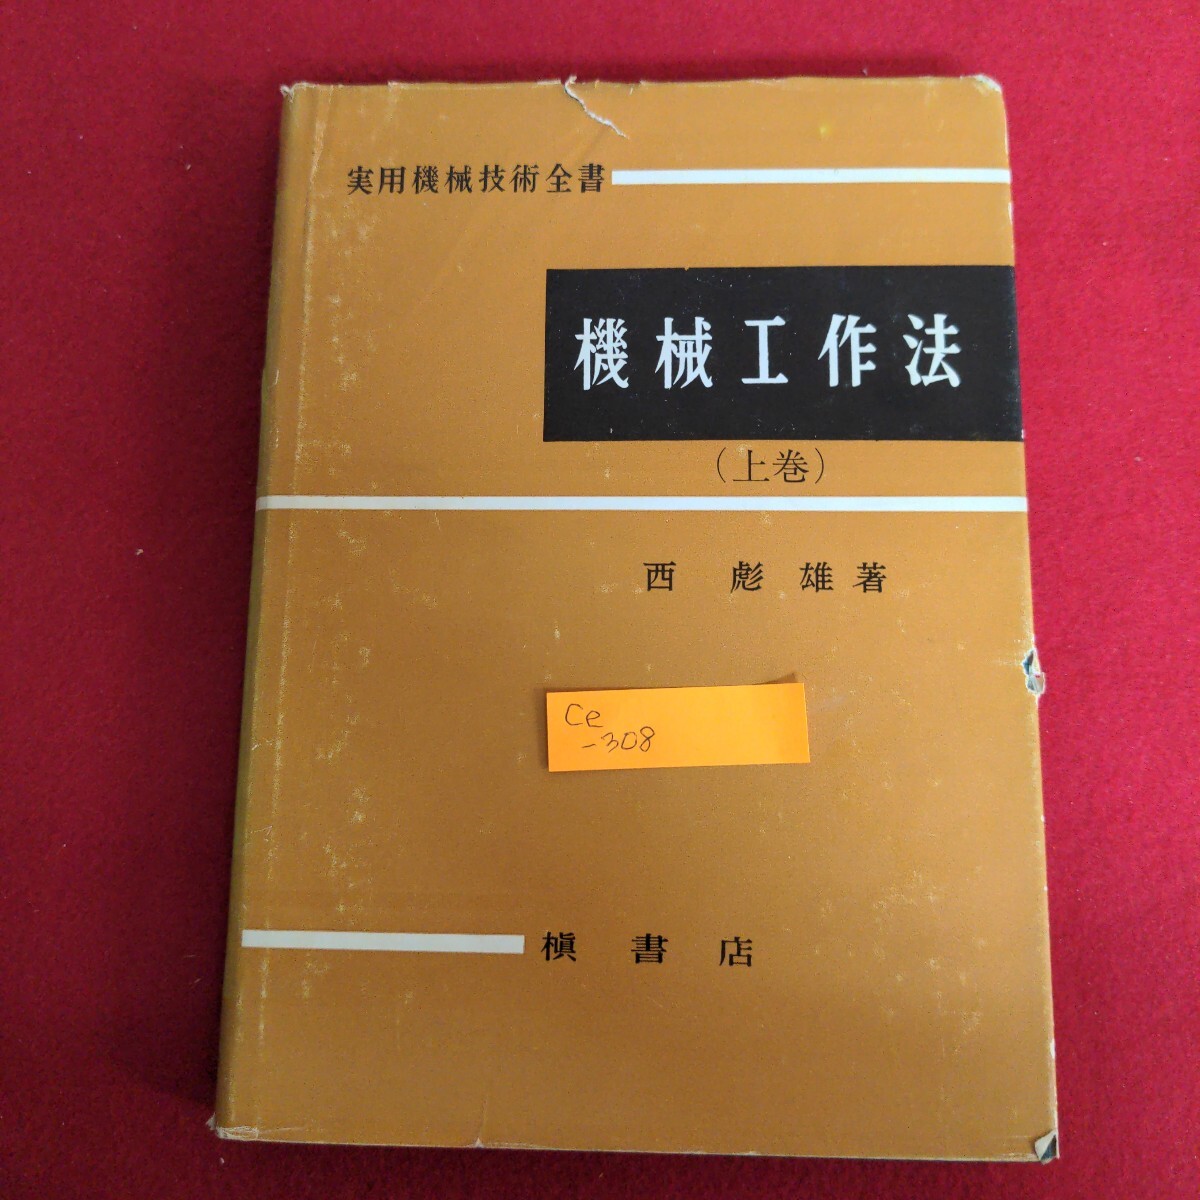 実用機械技術全書
機械工作法
(上巻)
西 彪 雄 著
Ce
-308
槇 書 店